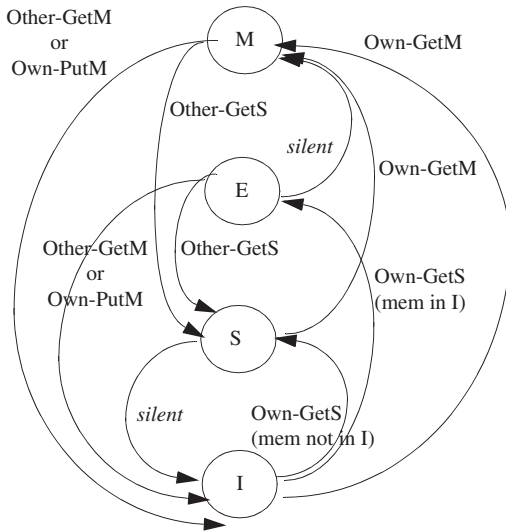 Other-GetM
or
Own-PutM
M
Own-GetM
Other-GetS
silent
Own-GetM
E
Other-GetM
or
Own-PutM
Other-GetS
Own-GetS
(mem in I)
S
silent
Own-GetS
(mem not in I)
I